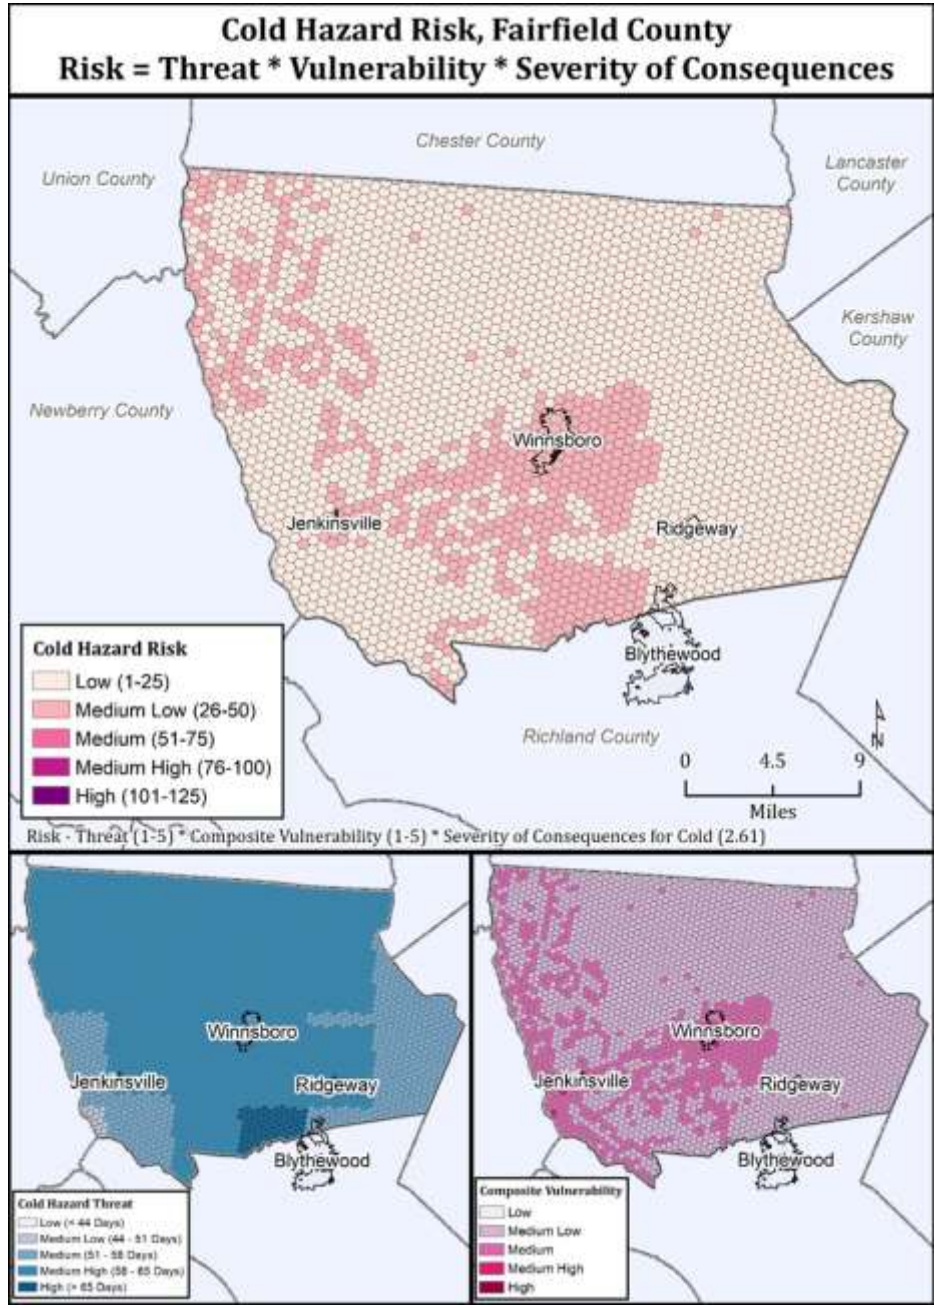 Cold Hazard Risk, Fairfield County
Risk = Threat * Vulnerability * Severity of Consequences
Chester County
Union County
Lancaster
County
Kershaw
County
Newberry County
Winnsboro
Jenkinsville
Ridgeway
Blythewood
Richland County
Cold Hazard Risk
Low (1-25)
Medium Low (26-50)
Medium (51-75)
Medium High (76-100)
High (101-125)
N
0 4.5 9
Miles
Risk - Threat (1-5) * Composite Vulnerability (1-5) * Severity of Consequences for Cold (2.61)
Winnsboro
Jenkinsville
Ridgeway
Blythewood
Cold Hazard Threat
Low (< 44 Days)
Medium Low (44 - 51 Days)
Medium (51 - 58 Days)
Medium High (58 - 65 Days)
High (> 65 Days)
Winnsboro
Jenkinsville
Ridgeway
Blythewood
Composite Vulnerability
Low
Medium Low
Medium
Medium High
High